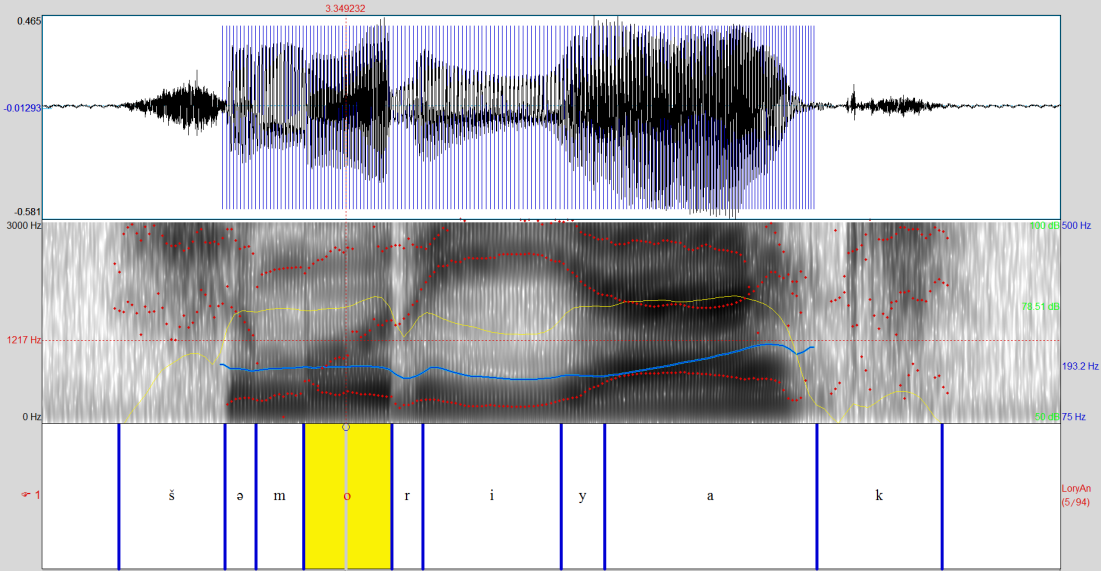 3.349232
0.465
-0.01293
-0.581
3000 Hz 100 dB 500 Hz
78.51 dB
1217 Hz
193.2 Hz
0 Hz 50 dB 75 Hz
☞ 1 š ə m o r i y a k LoryAn
(5/94)